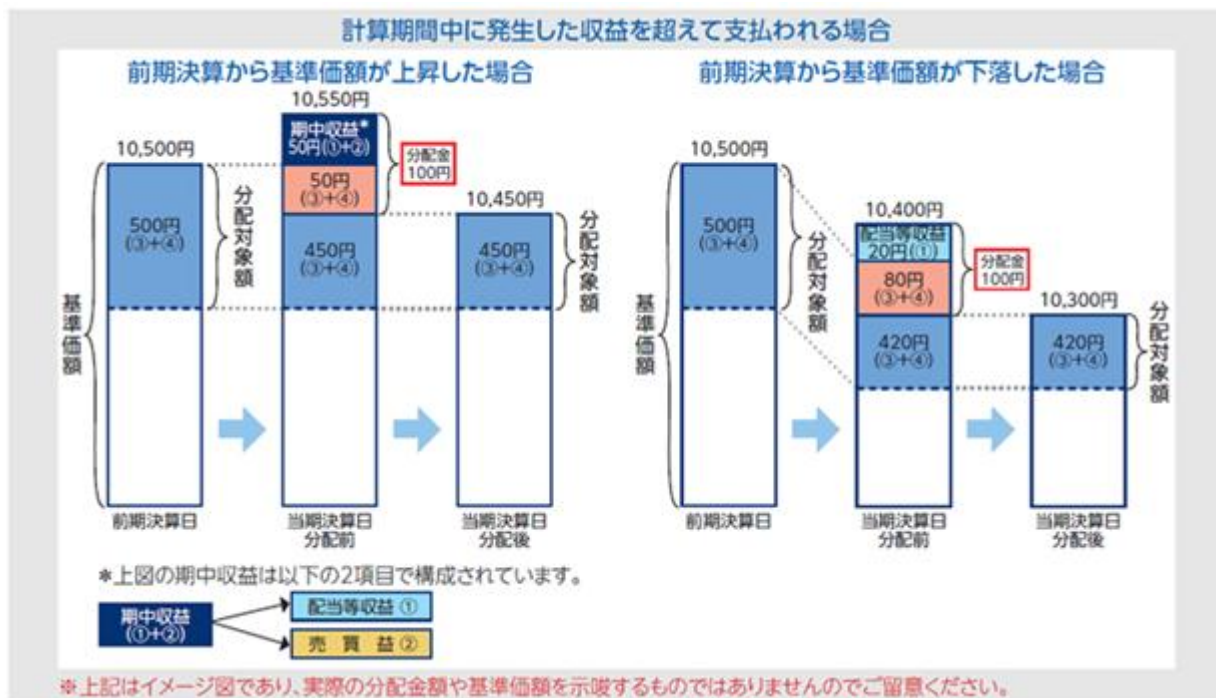 計算期間中に発生した収益を超えて支払われる場合
前期決算から基準価額が上昇した場合
10,550円
期中収益*
50円(①+②)
分配金
100円
10,500円
50円
(③+④)
10,450円
500円
(③+④)
分配対象額
450円
(③+④)
450円
(③+④)
分配対象額
基準価額
前期決算日
当期決算日
分配前
当期決算日
分配後
前期決算から基準価額が下落した場合
10,500円
10,400円
配当等収益
20円(①)
分配金
100円
500円
(③+④)
分配対象額
80円
(③+④)
10,300円
420円
(③+④)
420円
(③+④)
分配対象額
基準価額
前期決算日
当期決算日
分配前
当期決算日
分配後
*上図の期中収益は以下の2項目で構成されています。
期中収益
(①+②)
配当等収益 ①
売 買 益 ②
※上記はイメージ図であり、実際の分配金額や基準価額を示唆するものではありませんのでご留意ください。